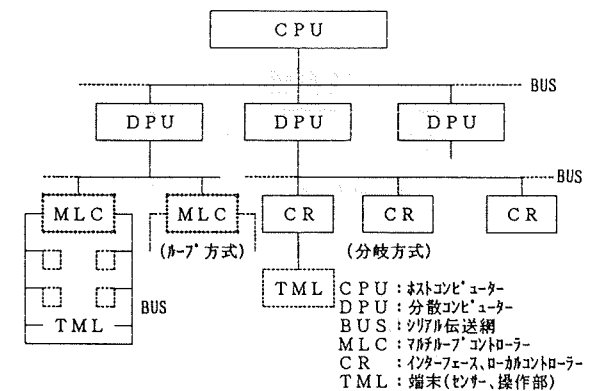 CPU
BUS
DPU DPU DPU
BUS
MLC MLC CR CR CR
(ループ方式) (分岐方式)
TML
BUS
TML
CPU:ホストコンピューター
DPU:分散コンピューター
BUS:シリアル伝送網
MLC:マルチループコントローラー
CR:インターフェース、ローカルコントローラー
TML:端末(センサー、操作部)